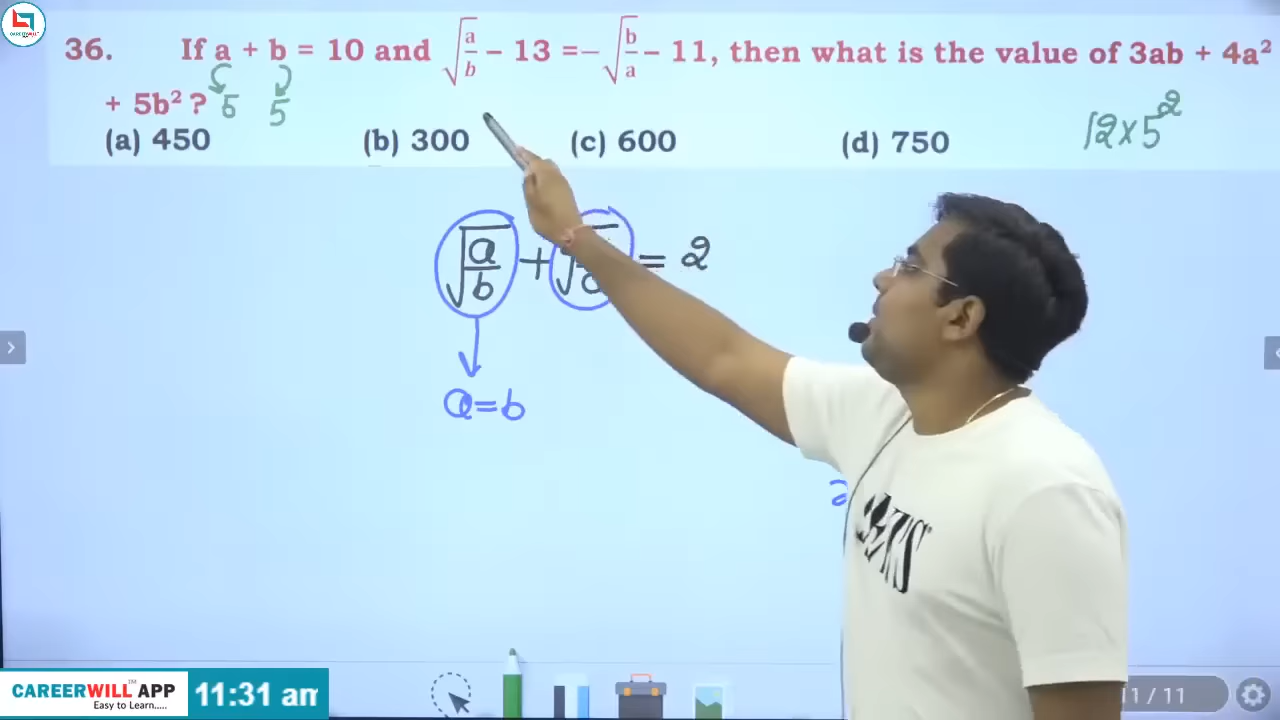 CAREERWILL
36. If a + b = 10 and √(a/b) – 13 = –√(b/a) – 11, then what is the value of 3ab + 4a²
+ 5b² ? 5 5
(a) 450 (b) 300 (c) 600 (d) 750 12×5²
√(a/b) + = 2
a=b
CAREERWILL™ APP
Easy to Learn.....
11:31 am
11 / 11